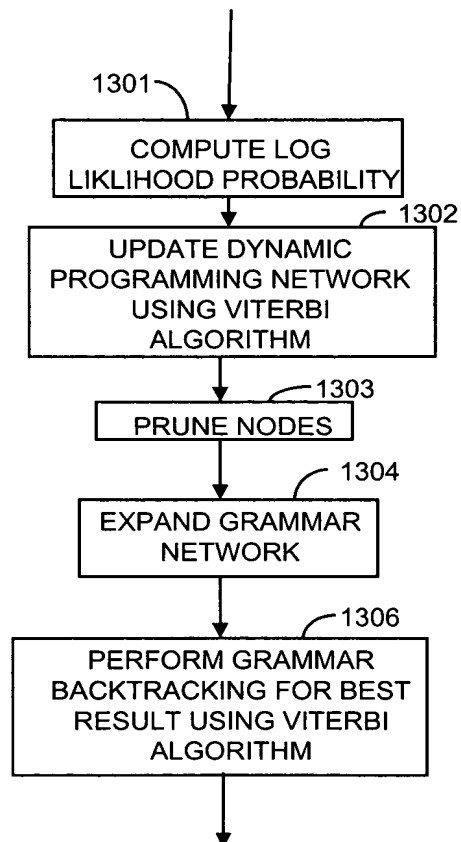 1301
COMPUTE LOG
LIKLIHOOD PROBABILITY
1302
UPDATE DYNAMIC
PROGRAMMING NETWORK
USING VITERBI
ALGORITHM
1303
PRUNE NODES
1304
EXPAND GRAMMAR
NETWORK
1306
PERFORM GRAMMAR
BACKTRACKING FOR BEST
RESULT USING VITERBI
ALGORITHM